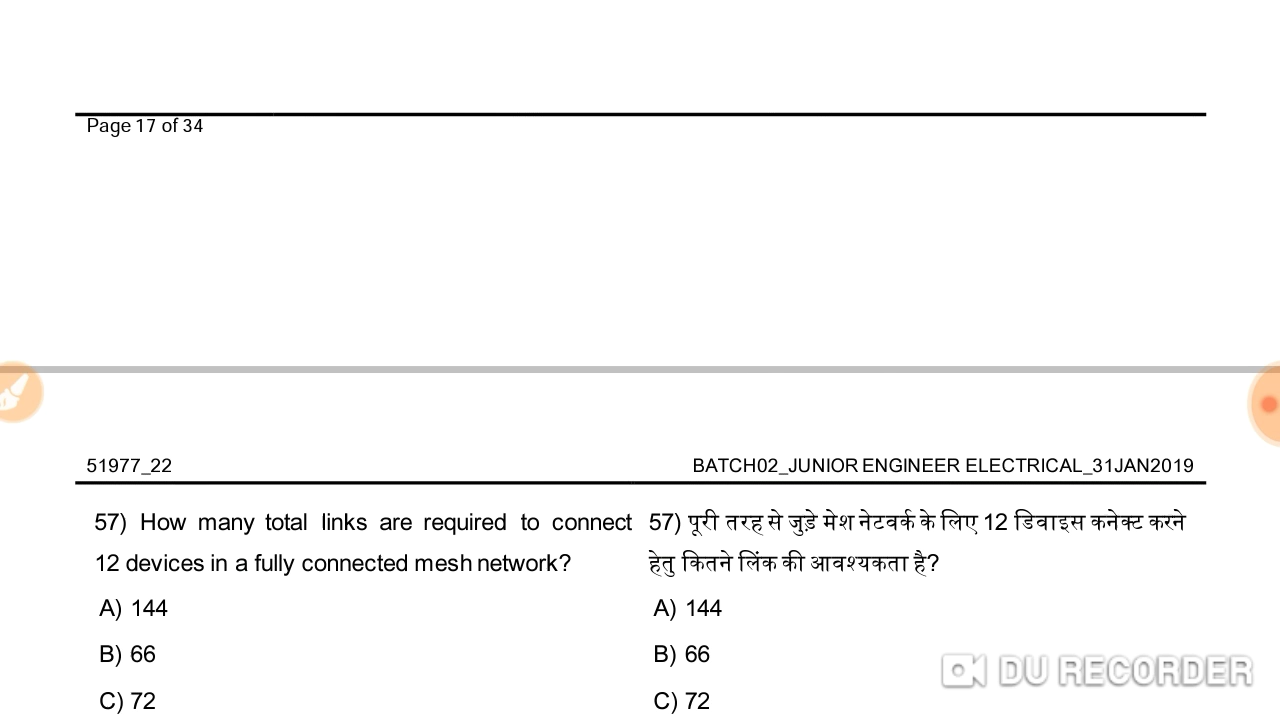 Page 17 of 34
51977_22
BATCH02_JUNIOR ENGINEER ELECTRICAL_31JAN2019
57) How many total links are required to connect
12 devices in a fully connected mesh network?
A) 144
B) 66
C) 72
57) पूरी तरह से जुड़े मेश नेटवर्क के लिए 12 डिवाइस कनेक्ट करने
हेतु कितने लिंक की आवश्यकता है?
A) 144
B) 66
C) 72
DU RECORDER